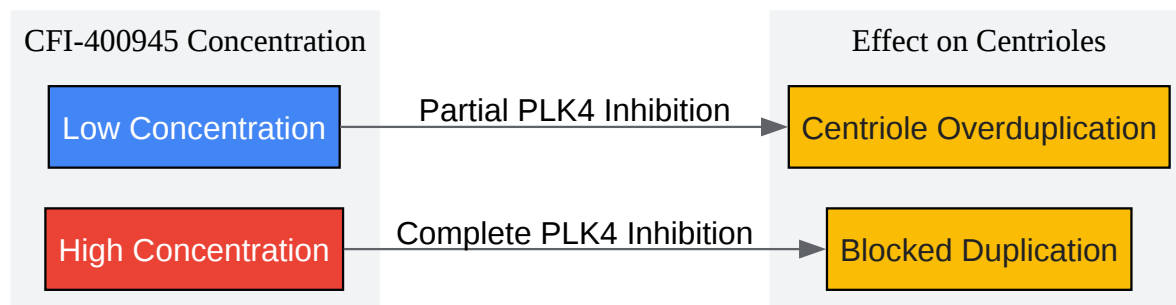 CFI-400945 Concentration
Effect on Centrioles
Low Concentration
Partial PLK4 Inhibition
Centriole Overduplication
High Concentration
Complete PLK4 Inhibition
Blocked Duplication